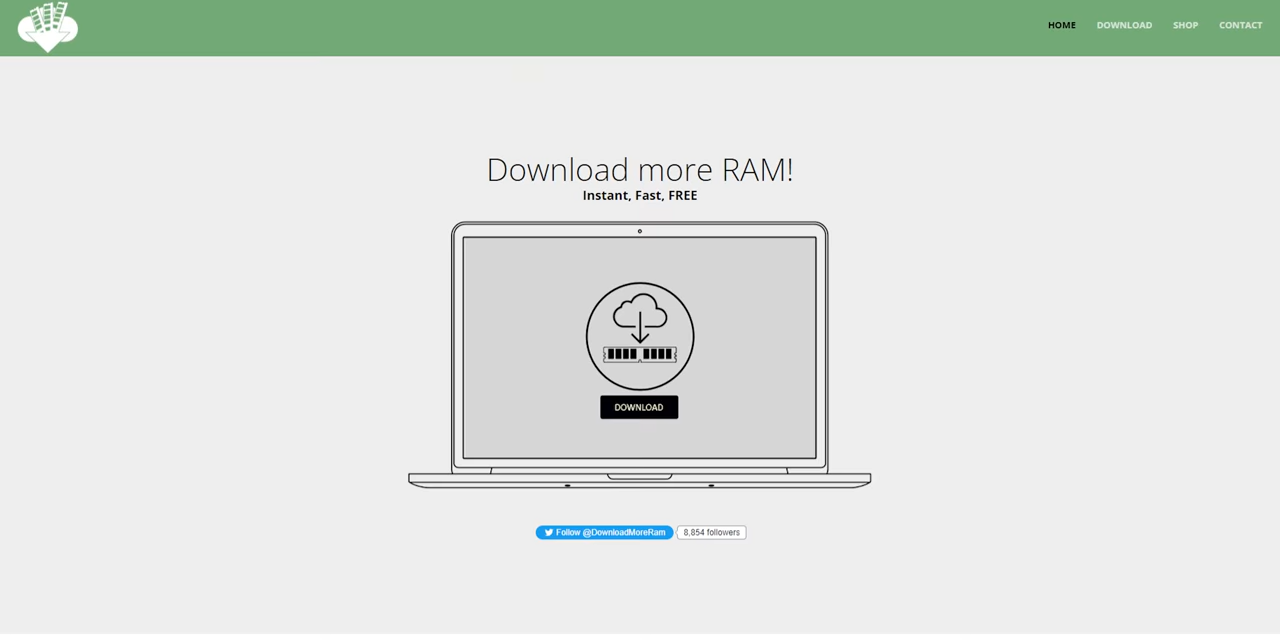 HOME DOWNLOAD SHOP CONTACT
Download more RAM!
Instant, Fast, FREE
DOWNLOAD
Follow @DownloadMoreRam 8,854 followers